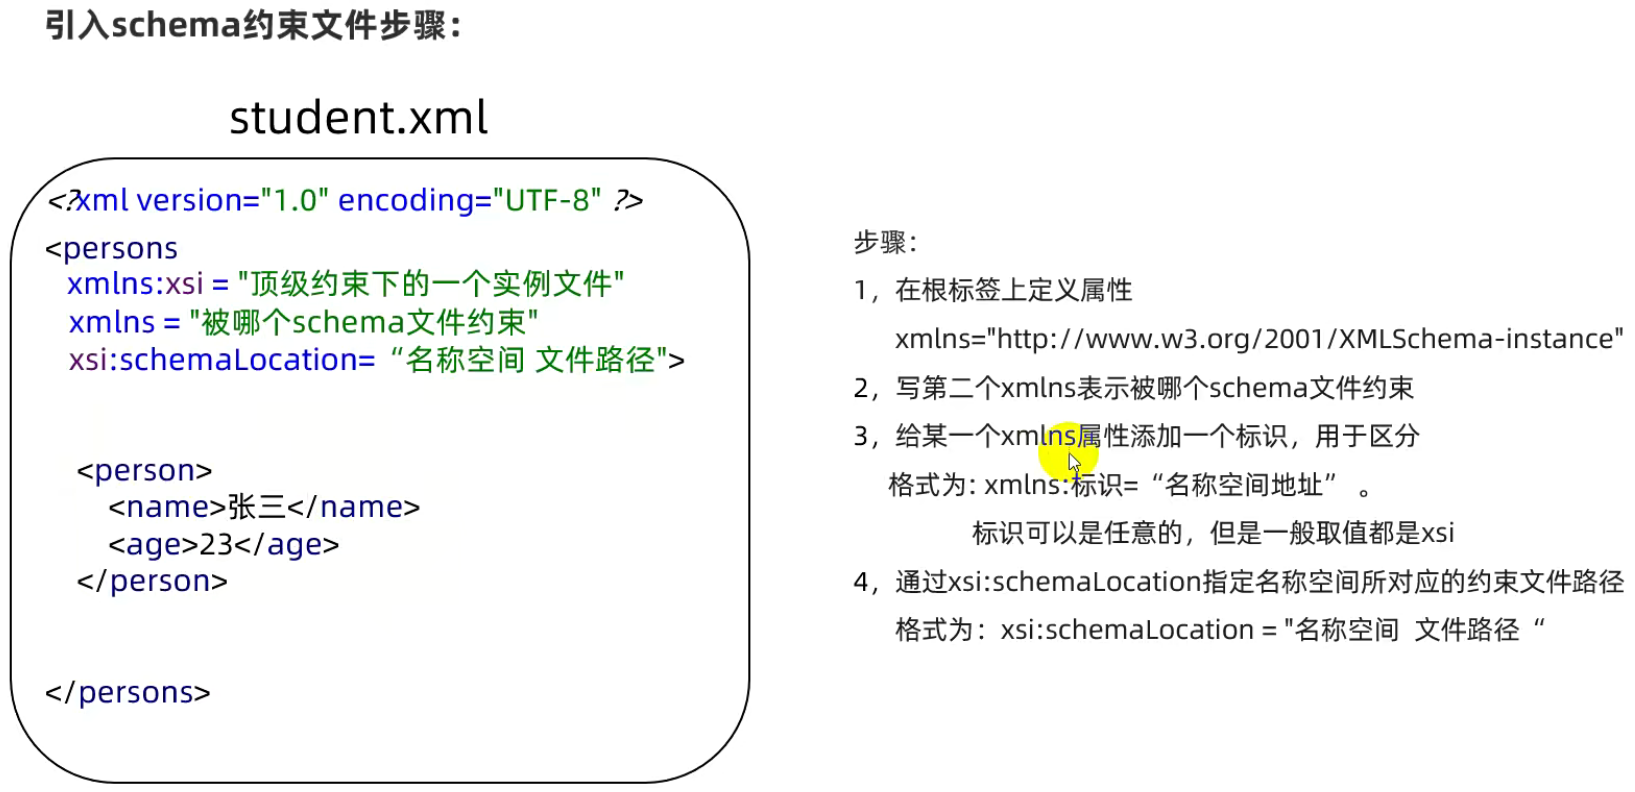 引入schema约束文件步骤：
student.xml
<?xml version="1.0" encoding="UTF-8" ?>
<persons
xmlns:xsi = "顶级约束下的一个实例文件"
xmlns = "被哪个schema文件约束"
xsi:schemaLocation= “名称空间 文件路径">
<person>
<name>张三</name>
<age>23</age>
</person>
</persons>
步骤：
1，在根标签上定义属性
xmlns="http://www.w3.org/2001/XMLSchema-instance"
2，写第二个xmlns表示被哪个schema文件约束
3，给某一个xmlns属性添加一个标识，用于区分
格式为: xmlns:标识=“名称空间地址” 。
标识可以是任意的，但是一般取值都是xsi
4，通过xsi:schemaLocation指定名称空间所对应的约束文件路径
格式为：xsi:schemaLocation = "名称空间 文件路径 “